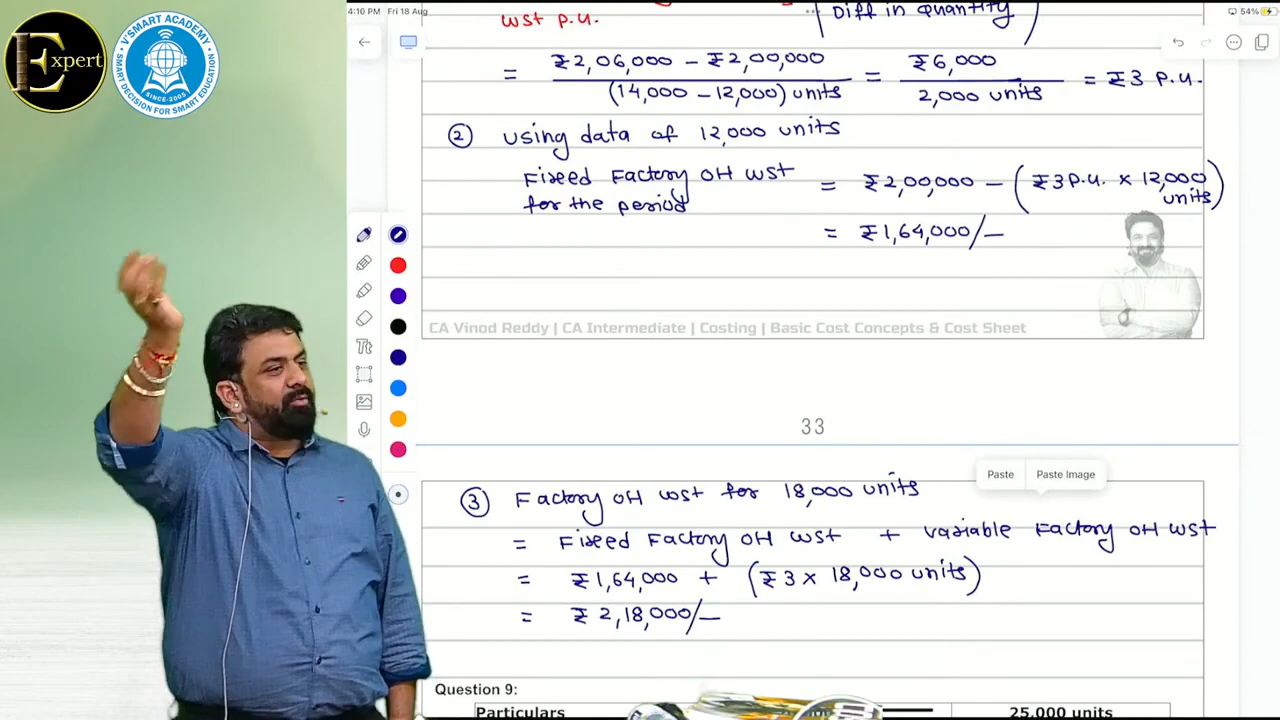 4:10 PM Fri 18 Aug
54%
Expert
V'SMART ACADEMY
SINCE-2005
SMART DECISION FOR SMART EDUCATION
cost p.u.
Diff in Quantity
= ₹2,06,000 - ₹2,00,000 = ₹6,000 = ₹3 p.u.
(14,000 - 12,000) units 2,000 units
② using data of 12,000 units
Fixed Factory OH cost = ₹2,00,000 - (₹3 p.u. × 12,000 units)
for the period
= ₹1,64,000/-
CA Vinod Reddy | CA Intermediate | Costing | Basic Cost Concepts & Cost Sheet
33
Paste Paste Image
③ Factory OH cost for 18,000 units
= Fixed Factory OH cost + variable Factory OH cost
= ₹1,64,000 + (₹3 × 18,000 units)
= ₹2,18,000/-
Tt
Question 9:
Particulars 25,000 units